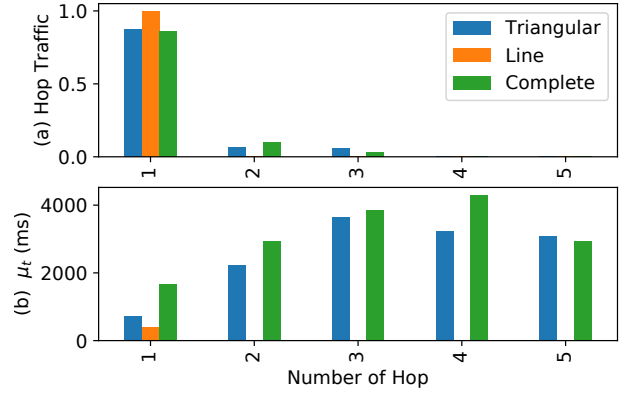 (a) Hop Traffic
1.0
0.5
0.0
Triangular
Line
Complete
1 2 3 4 5
(b) μt (ms)
4000
2000
0
1 2 3 4 5
Number of Hop